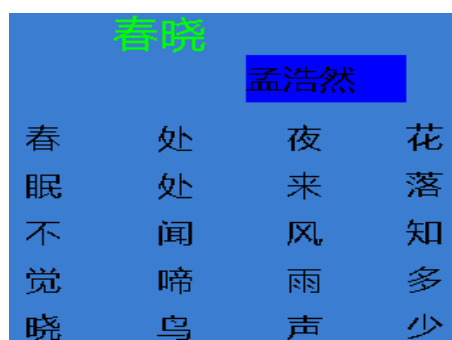 春晓
孟浩然
春眠不觉晓
处处闻啼鸟
夜来风雨声
花落知多少